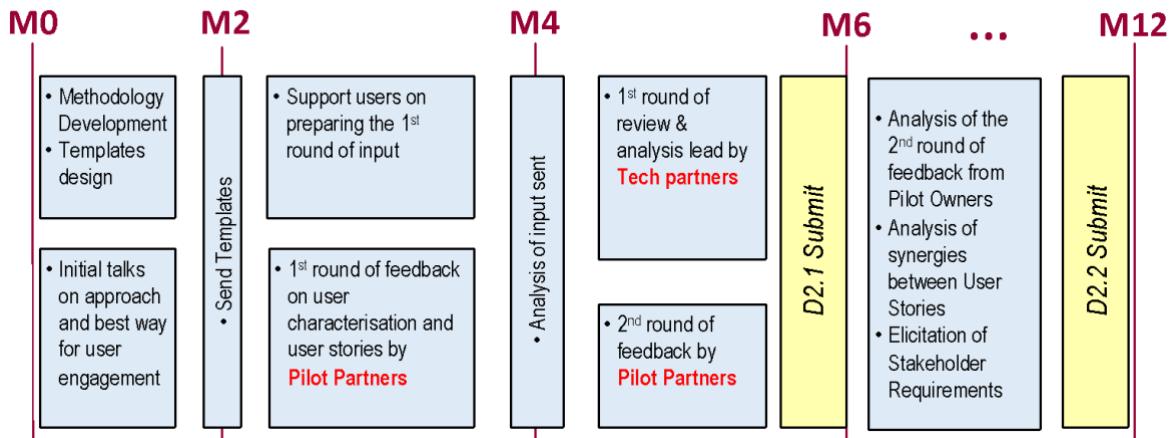 M0
M2
M4
M6
...
M12
• Methodology
Development
• Templates
design
• Initial talks
on approach
and best way
for user
engagement
• Send Templates
• Support users on
preparing the 1st
round of input
• 1st round of feedback
on user
characterisation and
user stories by
Pilot Partners
• Analysis of input sent
• 1st round of
review &
analysis lead by
Tech partners
• 2nd round of
feedback by
Pilot Partners
D2.1 Submit
• Analysis of the
2nd round of
feedback from
Pilot Owners
• Analysis of
synergies
between User
Stories
• Elicitation of
Stakeholder
Requirements
D2.2 Submit